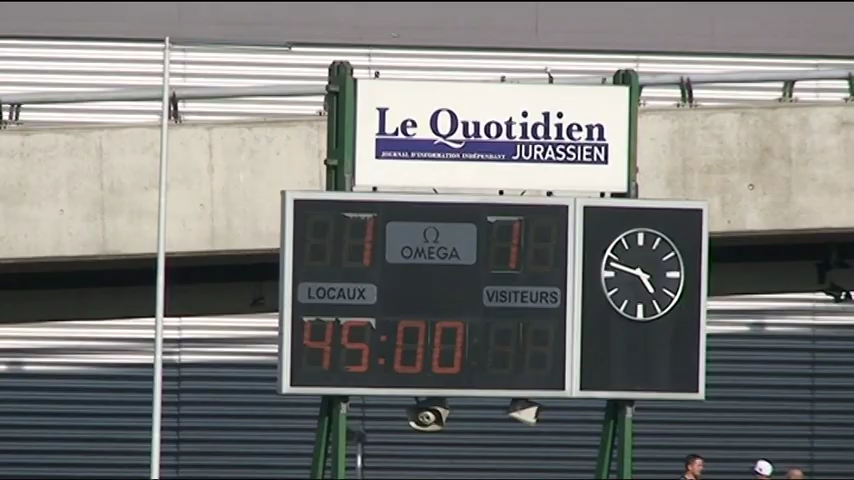 Le Quotidien
JOURNAL D'INFORMATION INDÉPENDANT JURASSIEN
1 Ω 1
OMEGA
LOCAUX VISITEURS
45:00